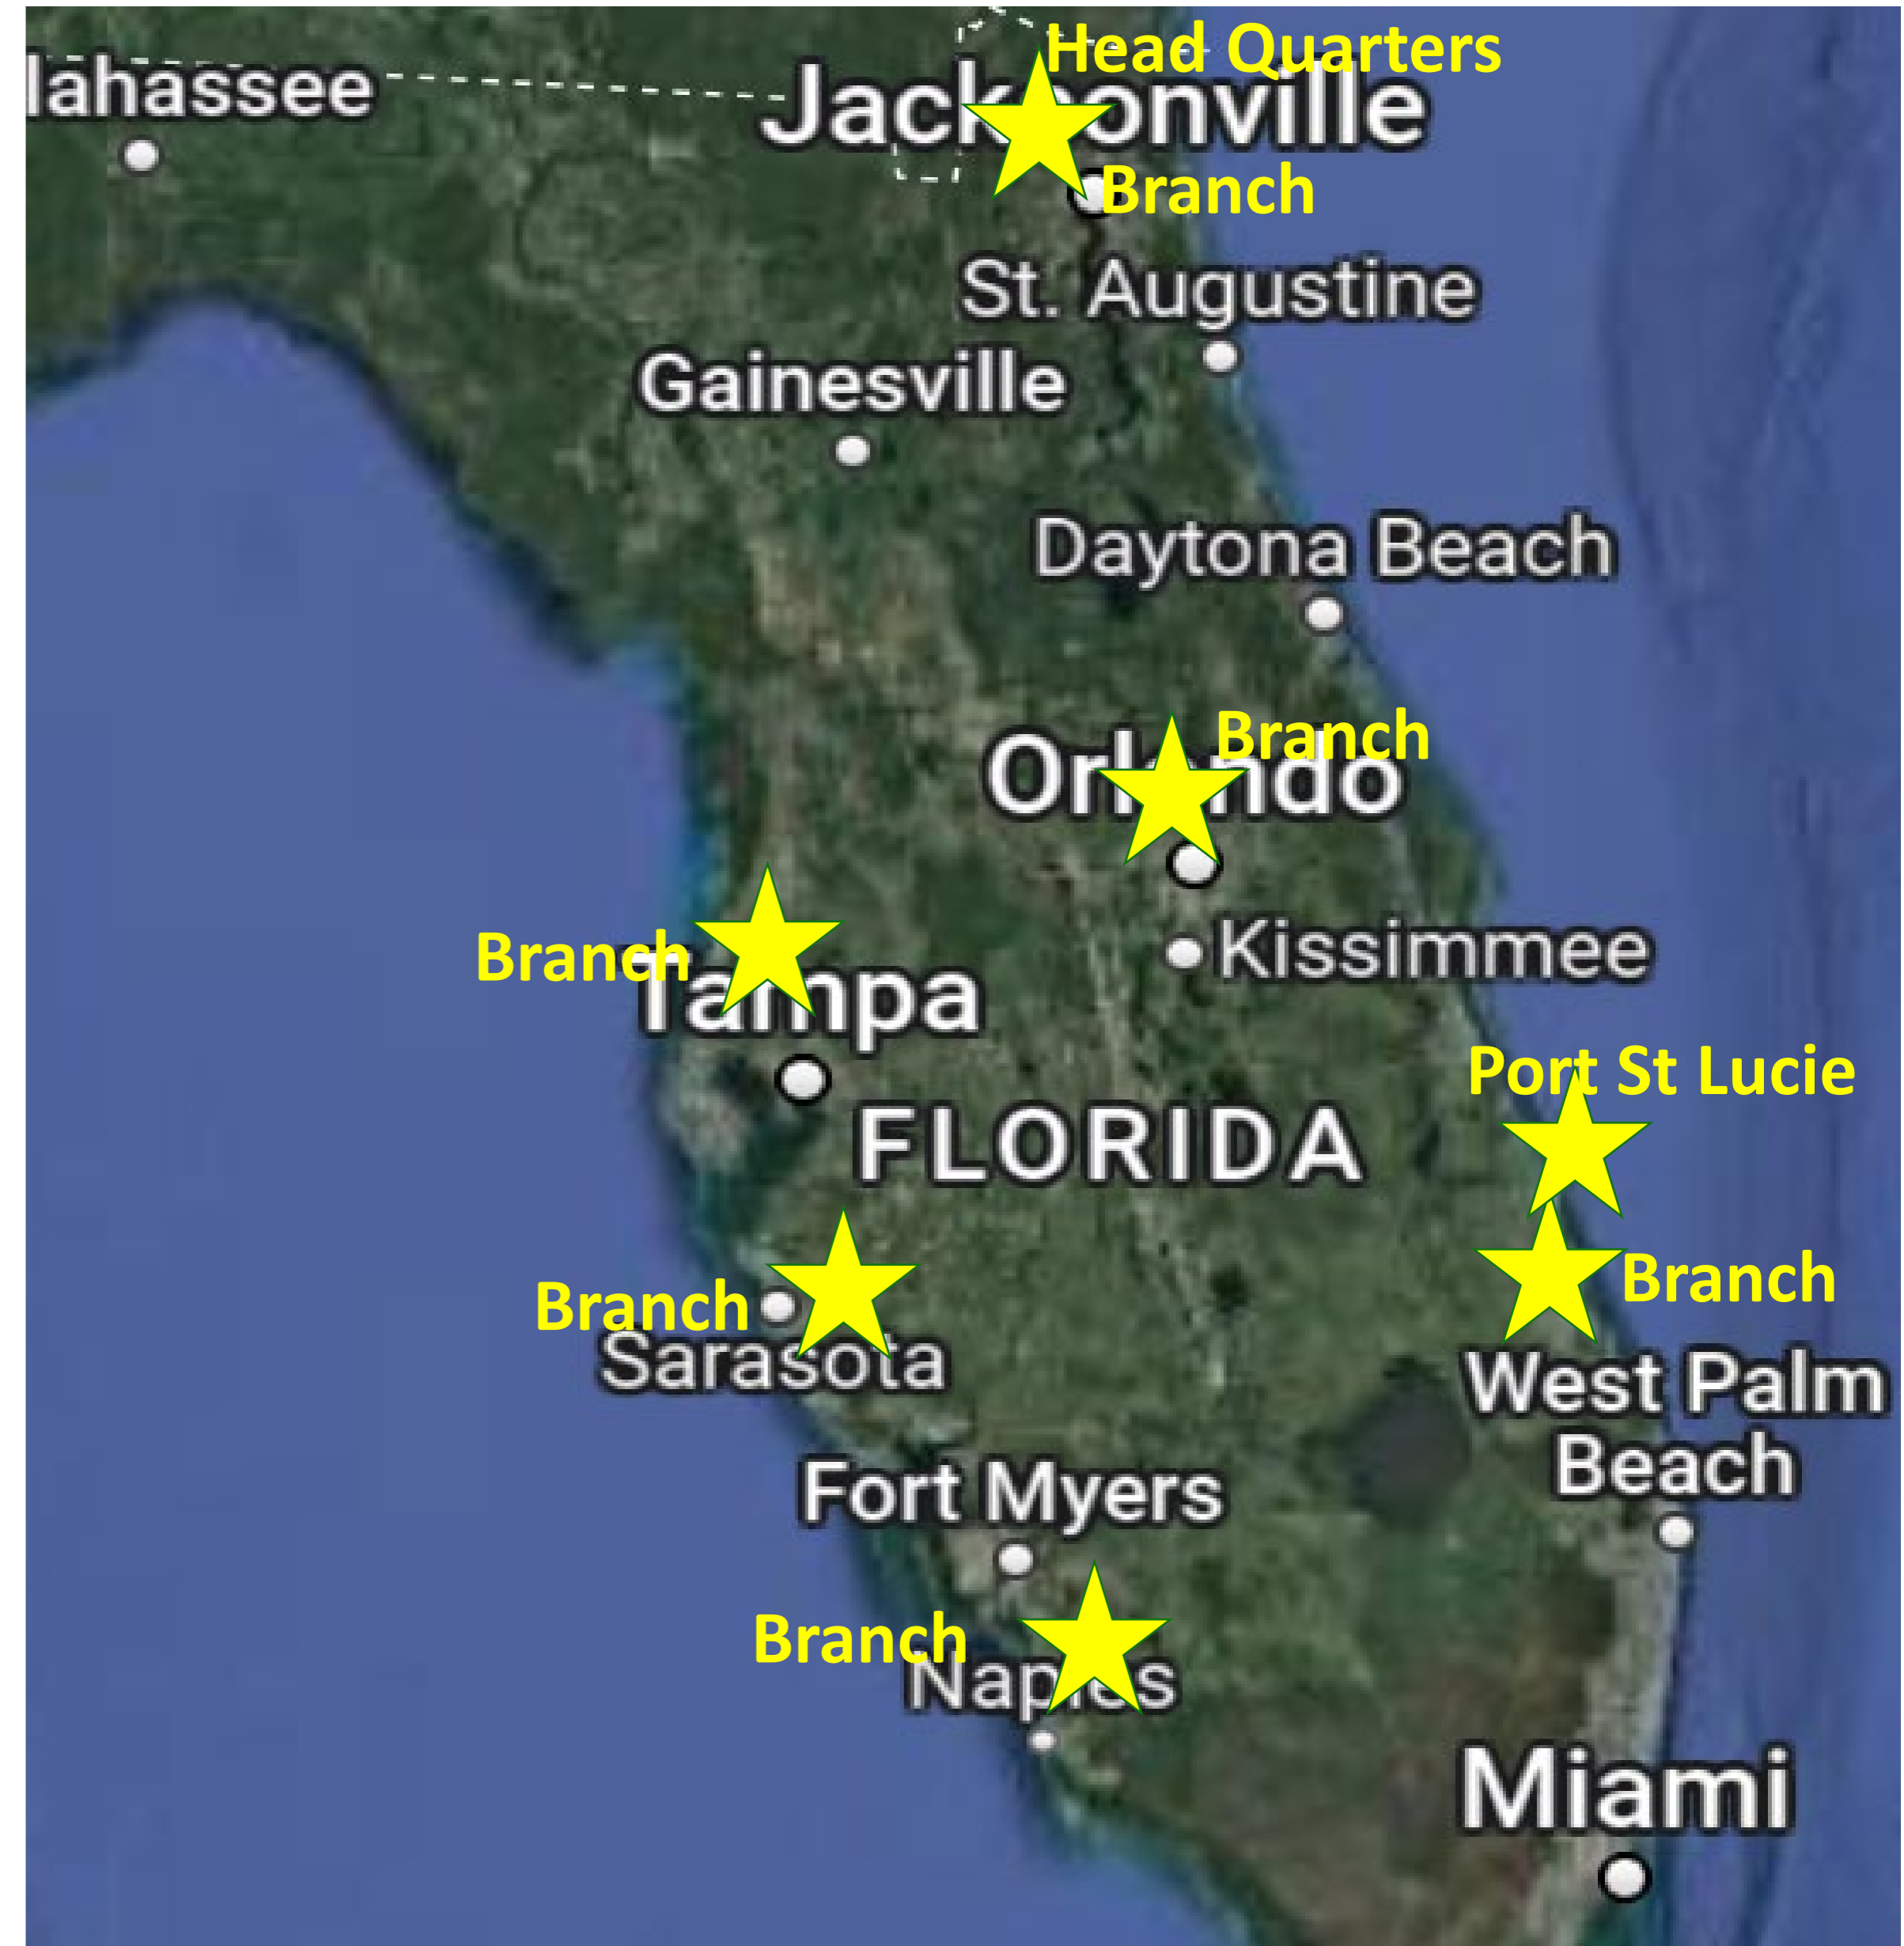 Head Quarters
lahassee
Jacksonville
Branch
St. Augustine
Gainesville
Daytona Beach
Branch
Orlando
Branch
Kissimmee
Tampa
Port St Lucie
FLORIDA
Branch
Branch
Sarasota
West Palm
Beach
Fort Myers
Branch
Naples
Miami